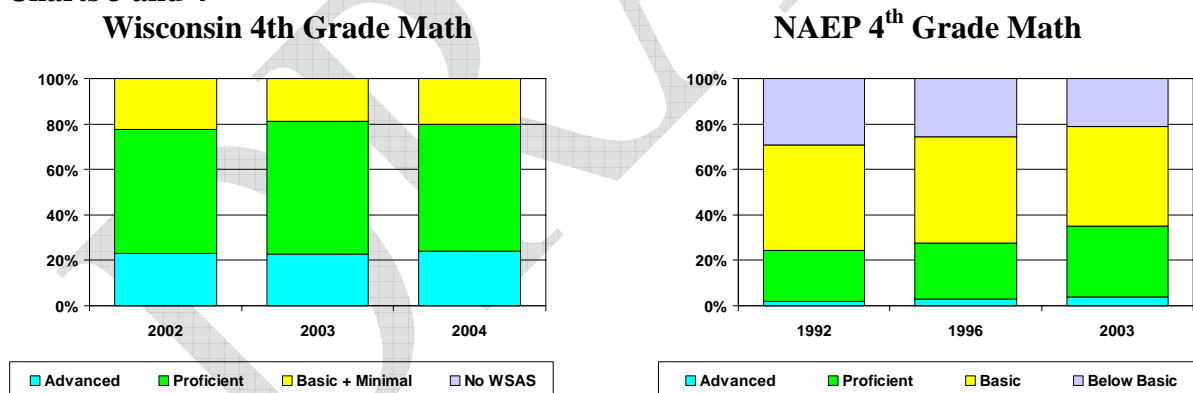 Wisconsin 4th Grade Math
100%
80%
60%
40%
20%
0%
2002 2003 2004
Advanced Proficient Basic + Minimal No WSAS
NAEP 4th Grade Math
100%
80%
60%
40%
20%
0%
1992 1996 2003
Advanced Proficient Basic Below Basic